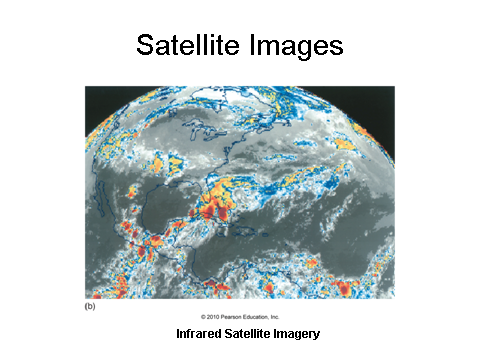 Satellite Images
(b)
© 2010 Pearson Education, Inc.
Infrared Satellite Imagery